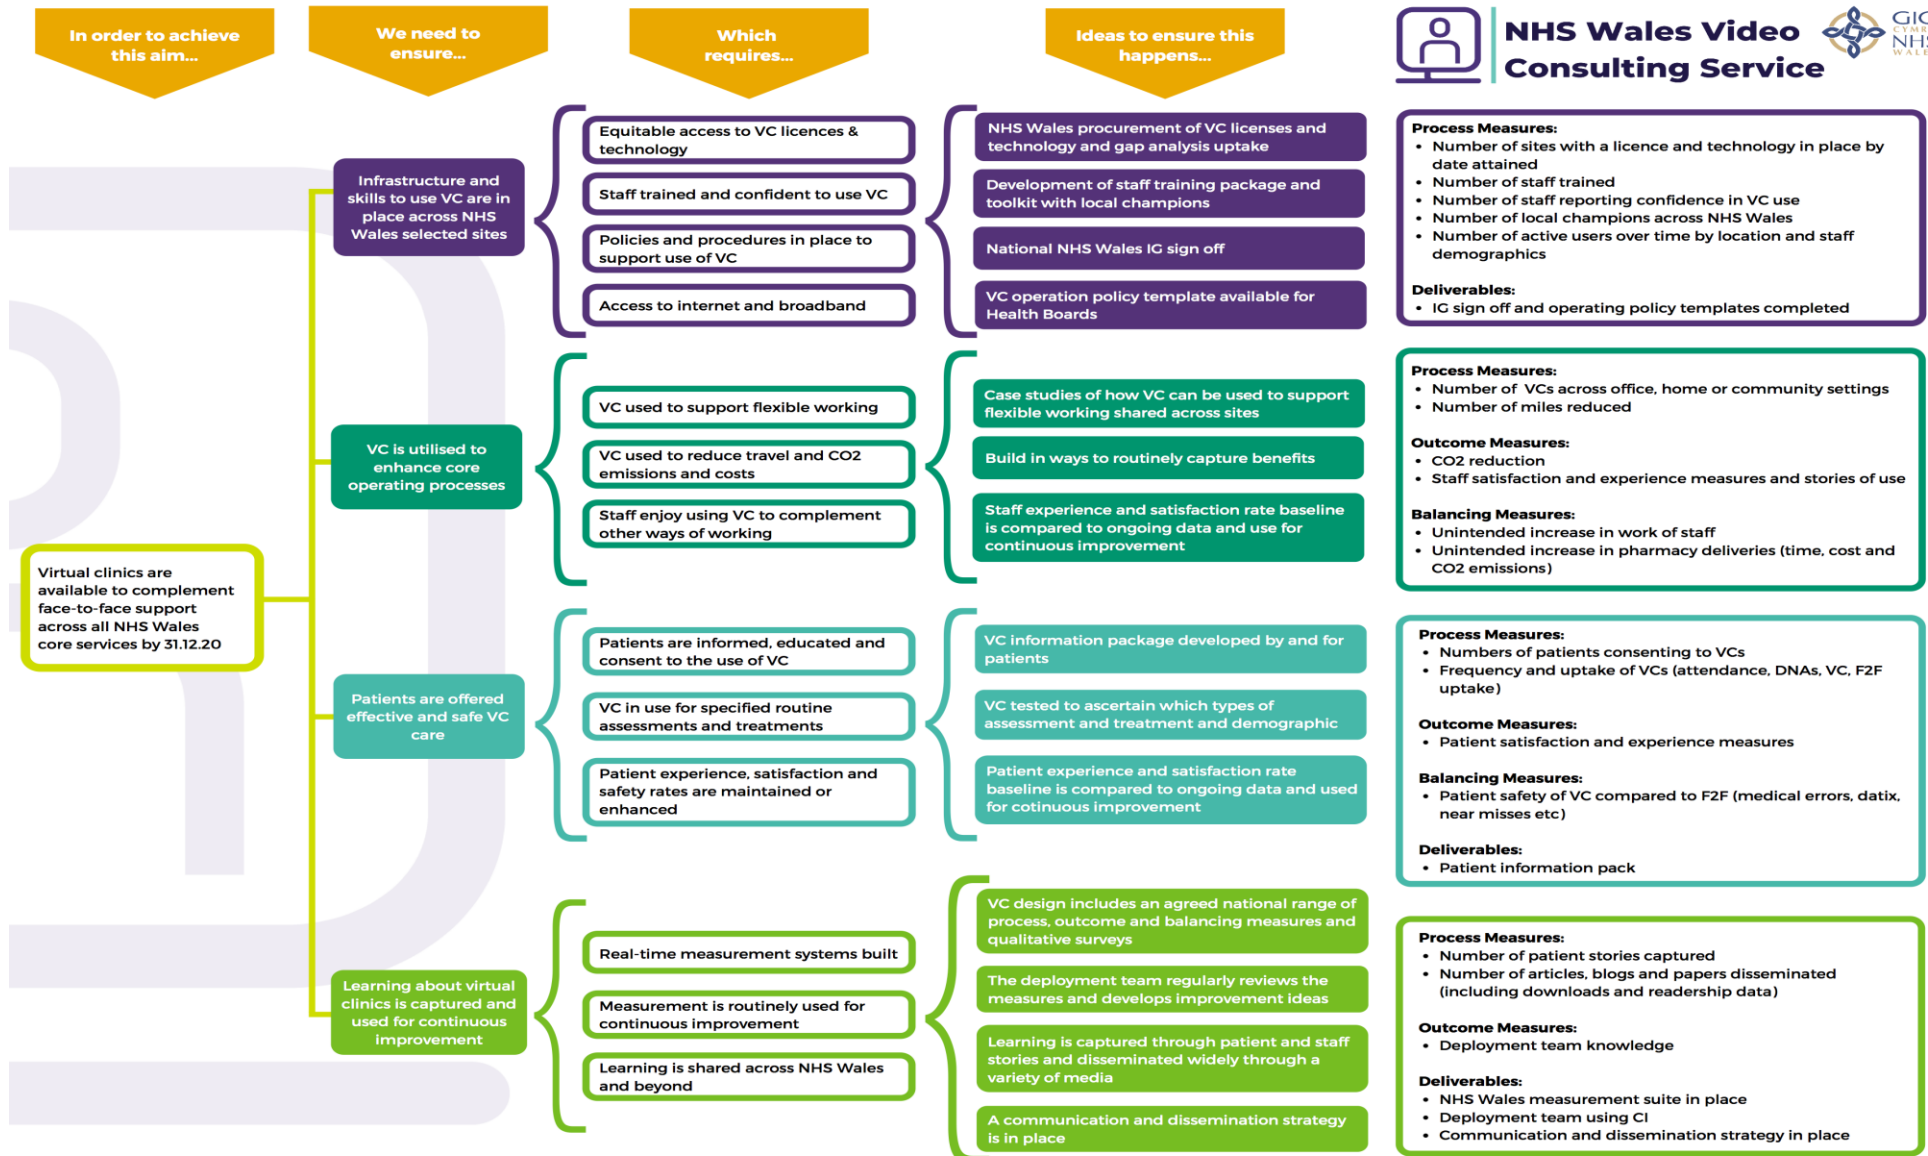 In order to achieve
this aim...
We need to
ensure...
Which
requires...
Ideas to ensure this
happens...
NHS Wales Video
Consulting Service
GIG
CYMRU
NHS
WALES
Virtual clinics are
available to complement
face-to-face support
across all NHS Wales
core services by 31.12.20
Infrastructure and
skills to use VC are in
place across NHS
Wales selected sites
Equitable access to VC licences &
technology
Staff trained and confident to use VC
Policies and procedures in place to
support use of VC
Access to internet and broadband
NHS Wales procurement of VC licenses and
technology and gap analysis uptake
Development of staff training package and
toolkit with local champions
National NHS Wales IG sign off
VC operation policy template available for
Health Boards
Process Measures:
• Number of sites with a licence and technology in place by
date attained
• Number of staff trained
• Number of staff reporting confidence in VC use
• Number of local champions across NHS Wales
• Number of active users over time by location and staff
demographics
Deliverables:
• IG sign off and operating policy templates completed
VC is utilised to
enhance core
operating processes
VC used to support flexible working
VC used to reduce travel and CO2
emissions and costs
Staff enjoy using VC to complement
other ways of working
Case studies of how VC can be used to support
flexible working shared across sites
Build in ways to routinely capture benefits
Staff experience and satisfaction rate baseline
is compared to ongoing data and use for
continuous improvement
Process Measures:
• Number of VCs across office, home or community settings
• Number of miles reduced
Outcome Measures:
• CO2 reduction
• Staff satisfaction and experience measures and stories of use
Balancing Measures:
• Unintended increase in work of staff
• Unintended increase in pharmacy deliveries (time, cost and
CO2 emissions)
Patients are offered
effective and safe VC
care
Patients are informed, educated and
consent to the use of VC
VC in use for specified routine
assessments and treatments
Patient experience, satisfaction and
safety rates are maintained or
enhanced
VC information package developed by and for
patients
VC tested to ascertain which types of
assessment and treatment and demographic
Patient experience and satisfaction rate
baseline is compared to ongoing data and used
for cotinuous improvement
Process Measures:
• Numbers of patients consenting to VCs
• Frequency and uptake of VCs (attendance, DNAs, VC, F2F
uptake)
Outcome Measures:
• Patient satisfaction and experience measures
Balancing Measures:
• Patient safety of VC compared to F2F (medical errors, datix,
near misses etc)
Deliverables:
• Patient information pack
Learning about virtual
clinics is captured and
used for continuous
improvement
Real-time measurement systems built
Measurement is routinely used for
continuous improvement
Learning is shared across NHS Wales
and beyond
VC design includes an agreed national range of
process, outcome and balancing measures and
qualitative surveys
The deployment team regularly reviews the
measures and develops improvement ideas
Learning is captured through patient and staff
stories and disseminated widely through a
variety of media
A communication and dissemination strategy
is in place
Process Measures:
• Number of patient stories captured
• Number of articles, blogs and papers disseminated
(including downloads and readership data)
Outcome Measures:
• Deployment team knowledge
Deliverables:
• NHS Wales measurement suite in place
• Deployment team using CI
• Communication and dissemination strategy in place